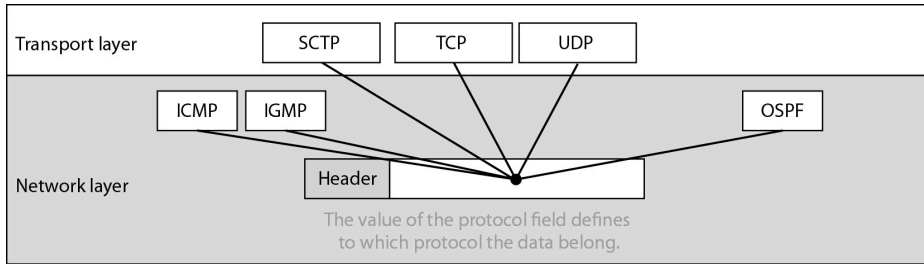 Transport layer
SCTP
TCP
UDP
ICMP
IGMP
OSPF
Network layer
Header
The value of the protocol field defines
to which protocol the data belong.